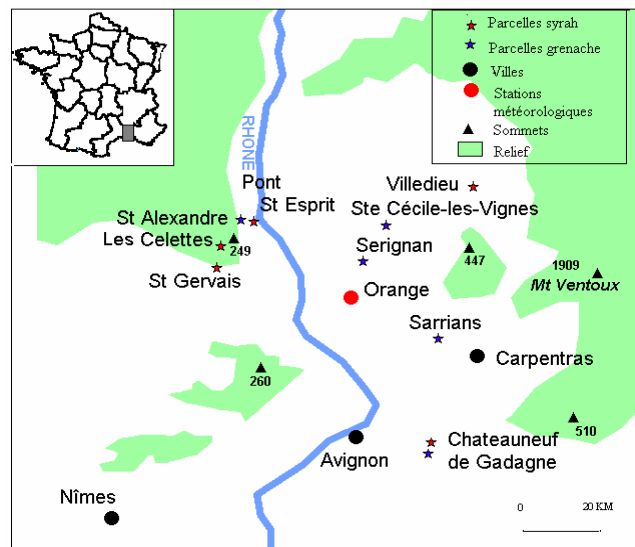 Parcelles syrah
Parcelles grenache
Villes
Stations
météorologiques
Sommets
Relief
RHONE
Pont
St Esprit
St Alexandre
Les Celettes
249
St Gervais
Villedieu
Ste Cécile-les-Vignes
Serignan
447
1909
Mt Ventoux
Orange
Sarrians
Carpentras
260
510
Chateauneuf
de Gadagne
Avignon
Nîmes
0 20 KM